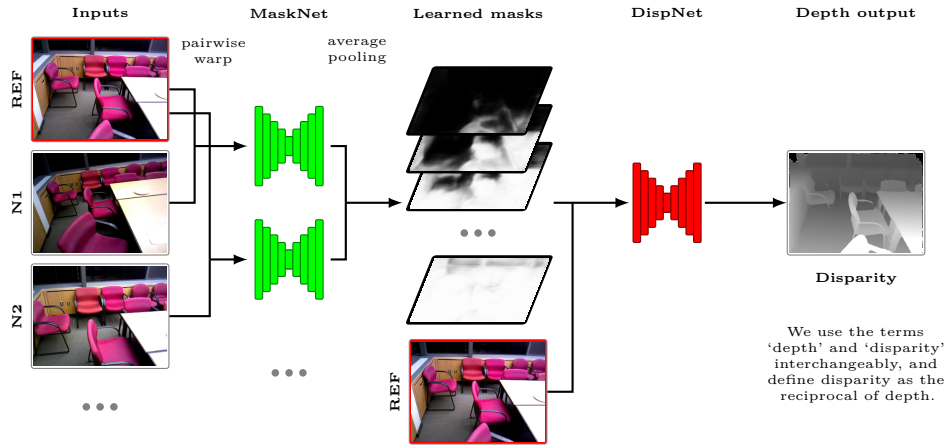 Inputs
MaskNet
Learned masks
DispNet
Depth output
pairwise
warp
average
pooling
REF
N1
N2
REF
Disparity
We use the terms
‘depth’ and ‘disparity’
interchangeably, and
define disparity as the
reciprocal of depth.